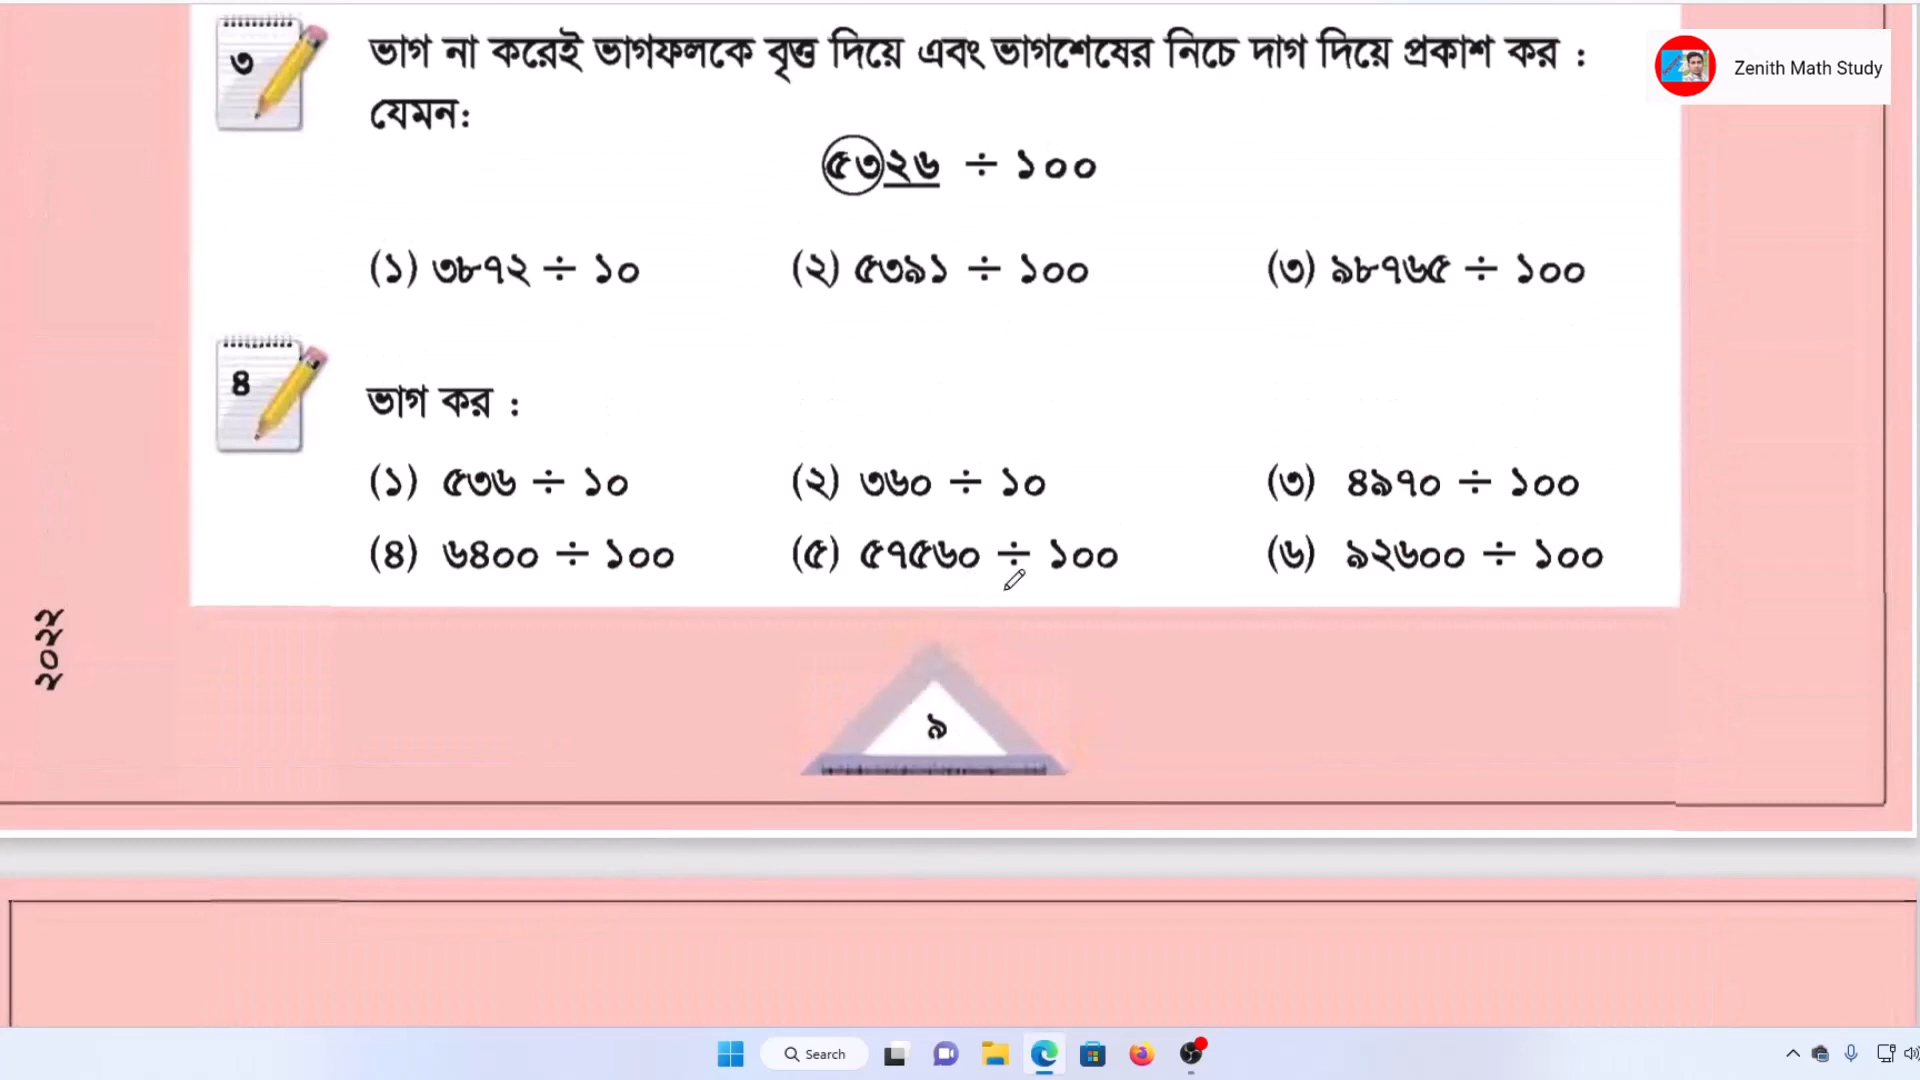 ৩
ভাগ না করেই ভাগফলকে বৃত্ত দিয়ে এবং ভাগশেষের নিচে দাগ দিয়ে প্রকাশ কর :
Zenith Math Study
যেমন:
৫৩২৬ ÷ ১০০
(১) ৩৮৭২ ÷ ১০ (২) ৫৩৯১ ÷ ১০০ (৩) ৯৮৭৬৫ ÷ ১০০
৪
ভাগ কর :
(১) ৫৩৬ ÷ ১০ (২) ৩৬০ ÷ ১০ (৩) ৪৯৭০ ÷ ১০০
(৪) ৬৪০০ ÷ ১০০ (৫) ৫৭৫৬০ ÷ ১০০ (৬) ৯২৬০০ ÷ ১০০
২০২২
৯
Search